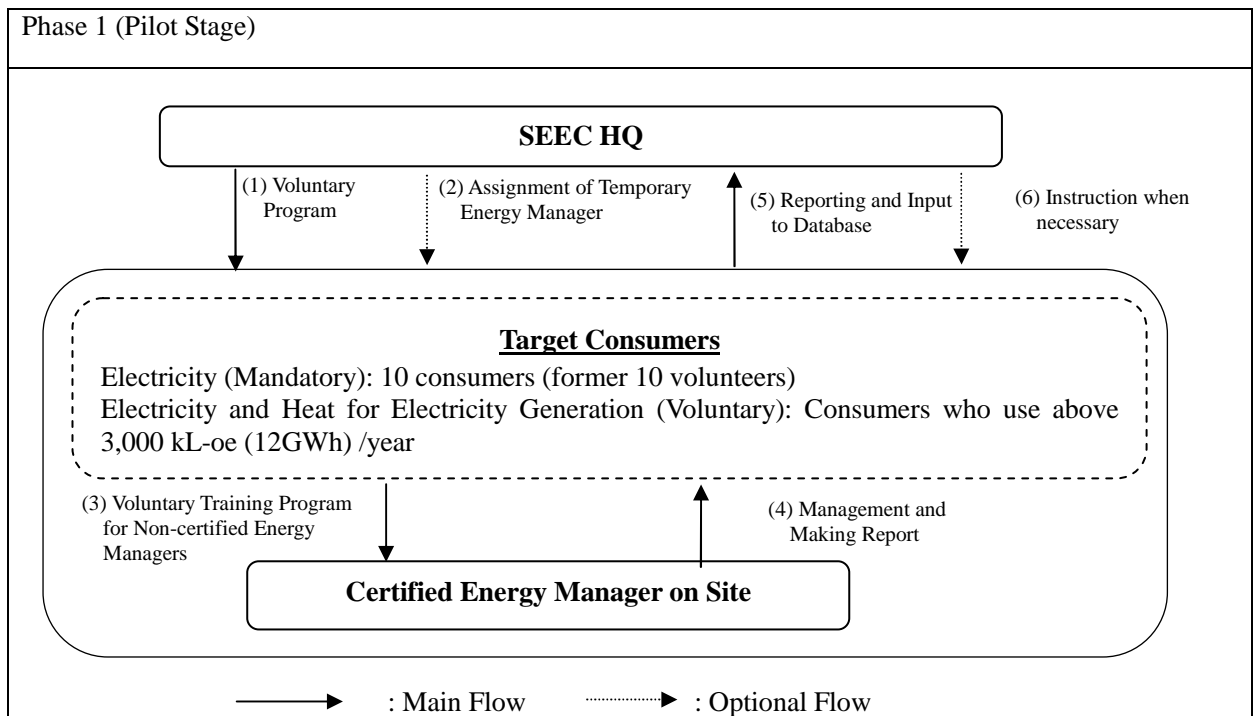 Phase 1 (Pilot Stage)
SEEC HQ
(1) Voluntary
Program
(2) Assignment of Temporary
Energy Manager
(5) Reporting and Input
to Database
(6) Instruction when
necessary
Target Consumers
Electricity (Mandatory): 10 consumers (former 10 volunteers)
Electricity and Heat for Electricity Generation (Voluntary): Consumers who use above
3,000 kL-oe (12GWh) /year
(3) Voluntary Training Program
for Non-certified Energy
Managers
(4) Management and
Making Report
Certified Energy Manager on Site
: Main Flow : Optional Flow